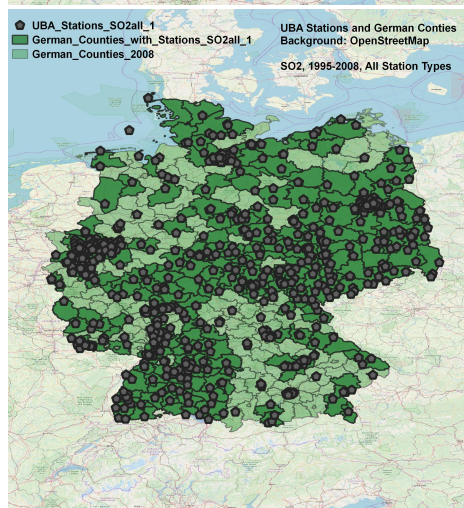 UBA_Stations_SO2all_1
German_Counties_with_Stations_SO2all_1
German_Counties_2008
UBA Stations and German Conties
Background: OpenStreetMap
SO2, 1995-2008, All Station Types